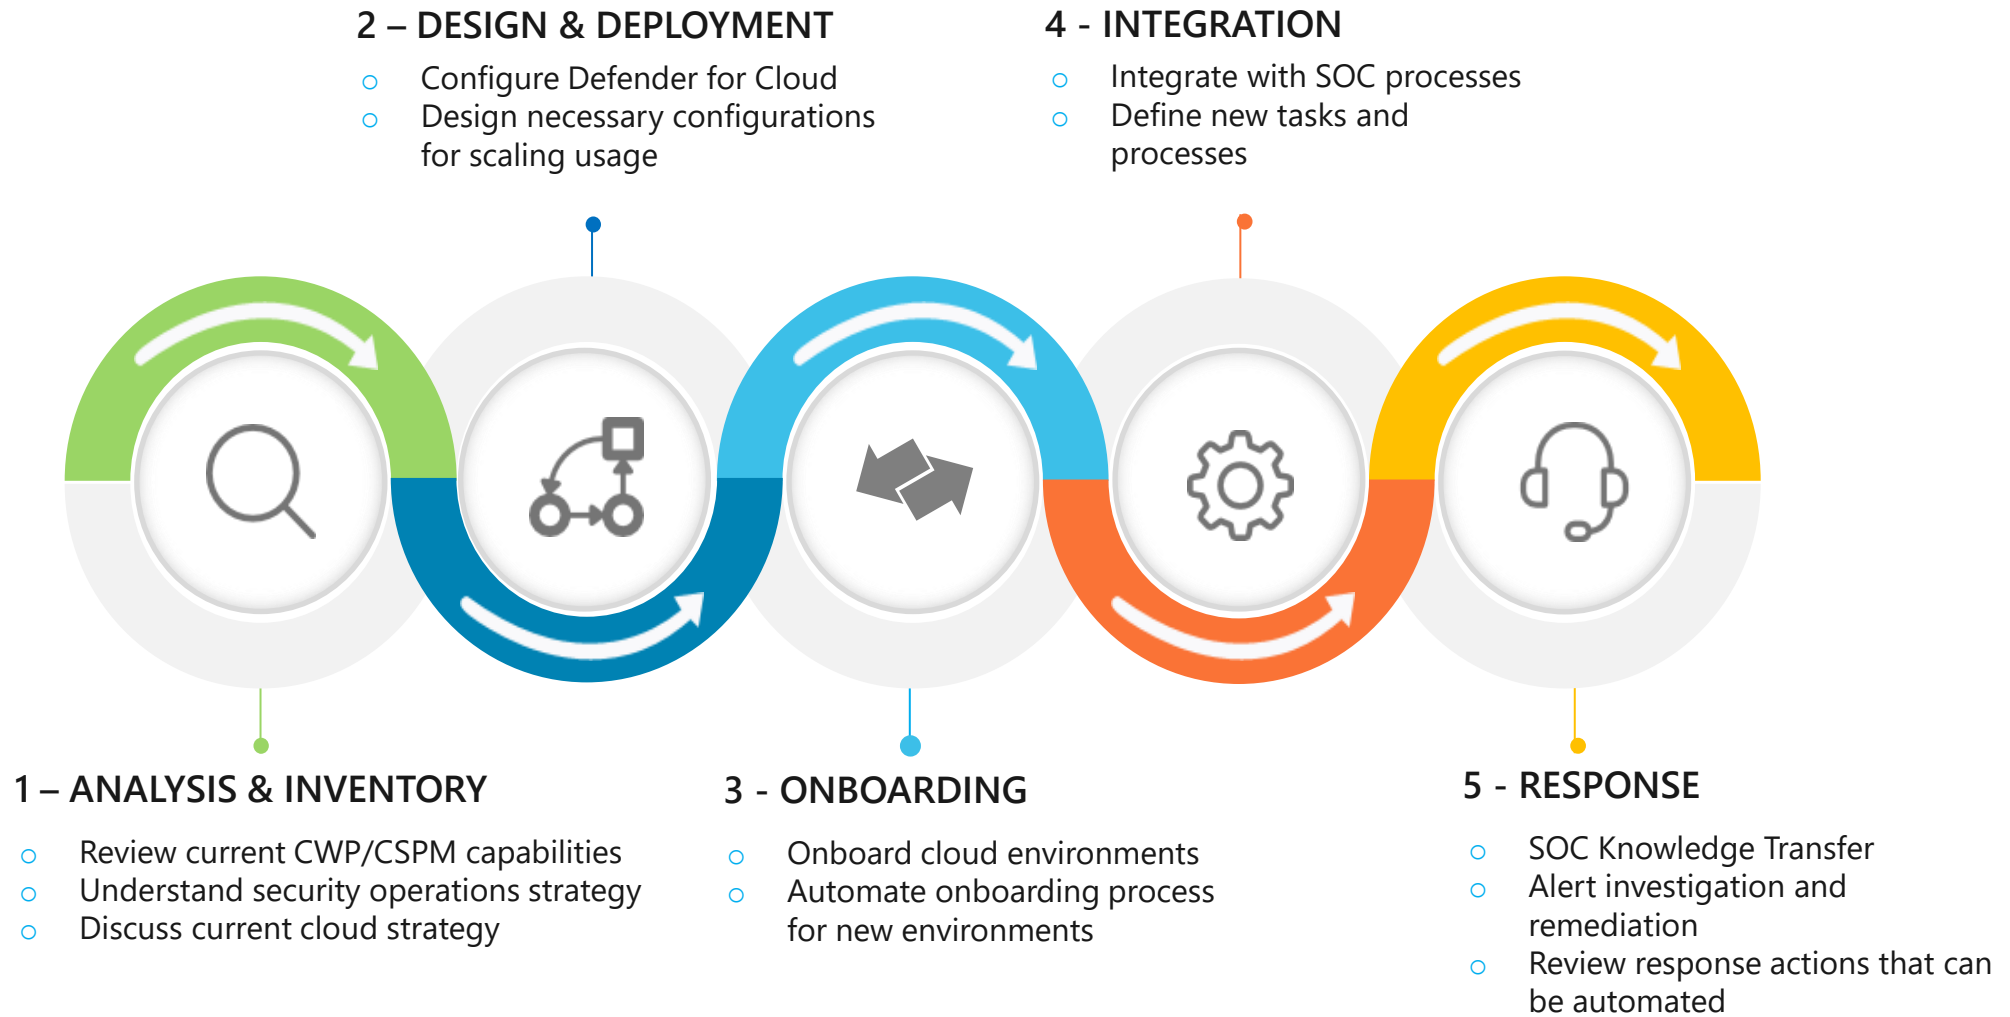 2 – DESIGN & DEPLOYMENT
Configure Defender for Cloud
Design necessary configurations
for scaling usage
4 - INTEGRATION
Integrate with SOC processes
Define new tasks and
processes
1 – ANALYSIS & INVENTORY
Review current CWP/CSPM capabilities
Understand security operations strategy
Discuss current cloud strategy
3 - ONBOARDING
Onboard cloud environments
Automate onboarding process
for new environments
5 - RESPONSE
SOC Knowledge Transfer
Alert investigation and
remediation
Review response actions that can
be automated